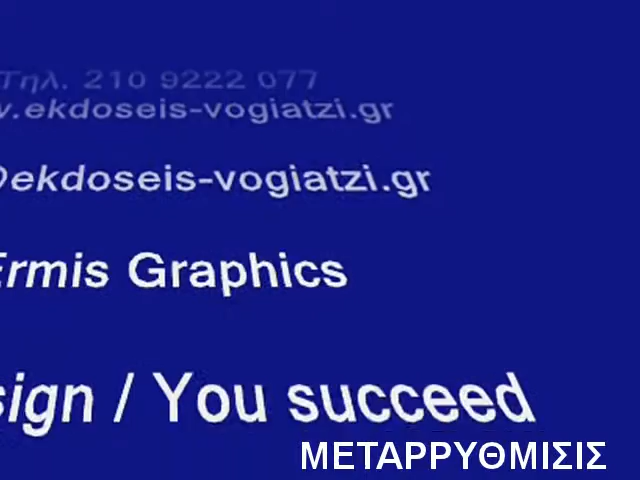 Τηλ. 210 9222 077
.ekdoseis-vogiatzi.gr
ekdoseis-vogiatzi.gr
Ermis Graphics
sign / You succeed
ΜΕΤΑΡΡΥΘΜΙΣΙΣ